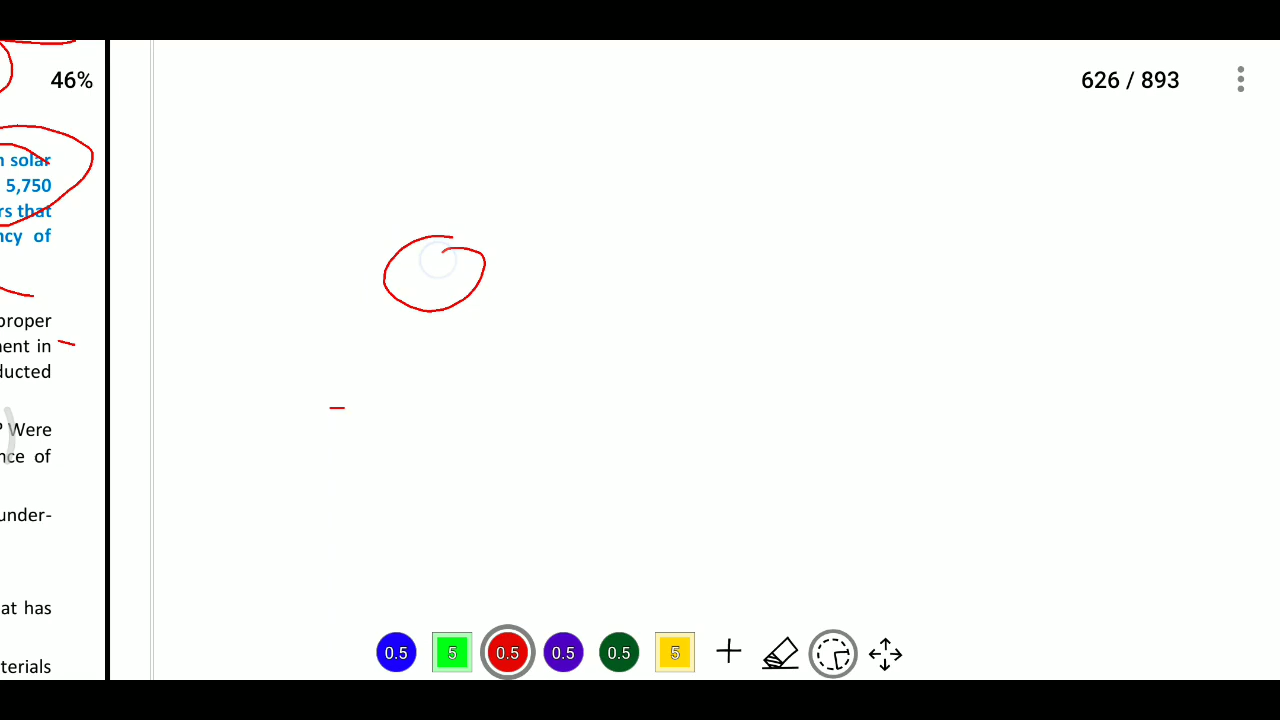 46%
626 / 893
n solar
5,750
rs that
ncy of
proper
nent in
ducted
? Were
nce of
under-
at has
terials
0.5 5 0.5 0.5 0.5 5